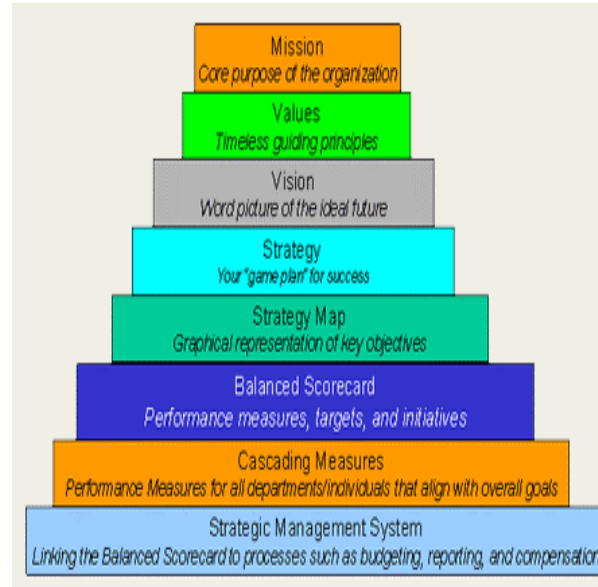 Mission
Core purpose of the organization
Values
Timeless guiding principles
Vision
Word picture of the ideal future
Strategy
Your "game plan" for success
Strategy Map
Graphical representation of key objectives
Balanced Scorecard
Performance measures, targets, and initiatives
Cascading Measures
Performance Measures for all departments/individuals that align with overall goals
Strategic Management System
Linking the Balanced Scorecard to processes such as budgeting, reporting, and compensation